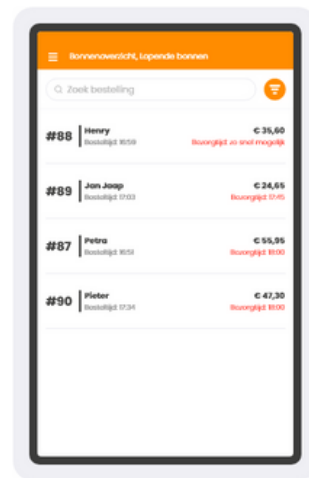 Bonnenoverzicht, Lopende bonnen
Zoek bestelling
#88 Henry € 35,60
Besteltijd: 16:59 Bezorgtijd: zo snel mogelijk
#89 Jan Jaap € 24,65
Besteltijd: 17:03 Bezorgtijd: 17:45
#87 Petra € 55,95
Besteltijd: 16:51 Bezorgtijd: 18:00
#90 Pieter € 47,30
Besteltijd: 17:34 Bezorgtijd: 18:00